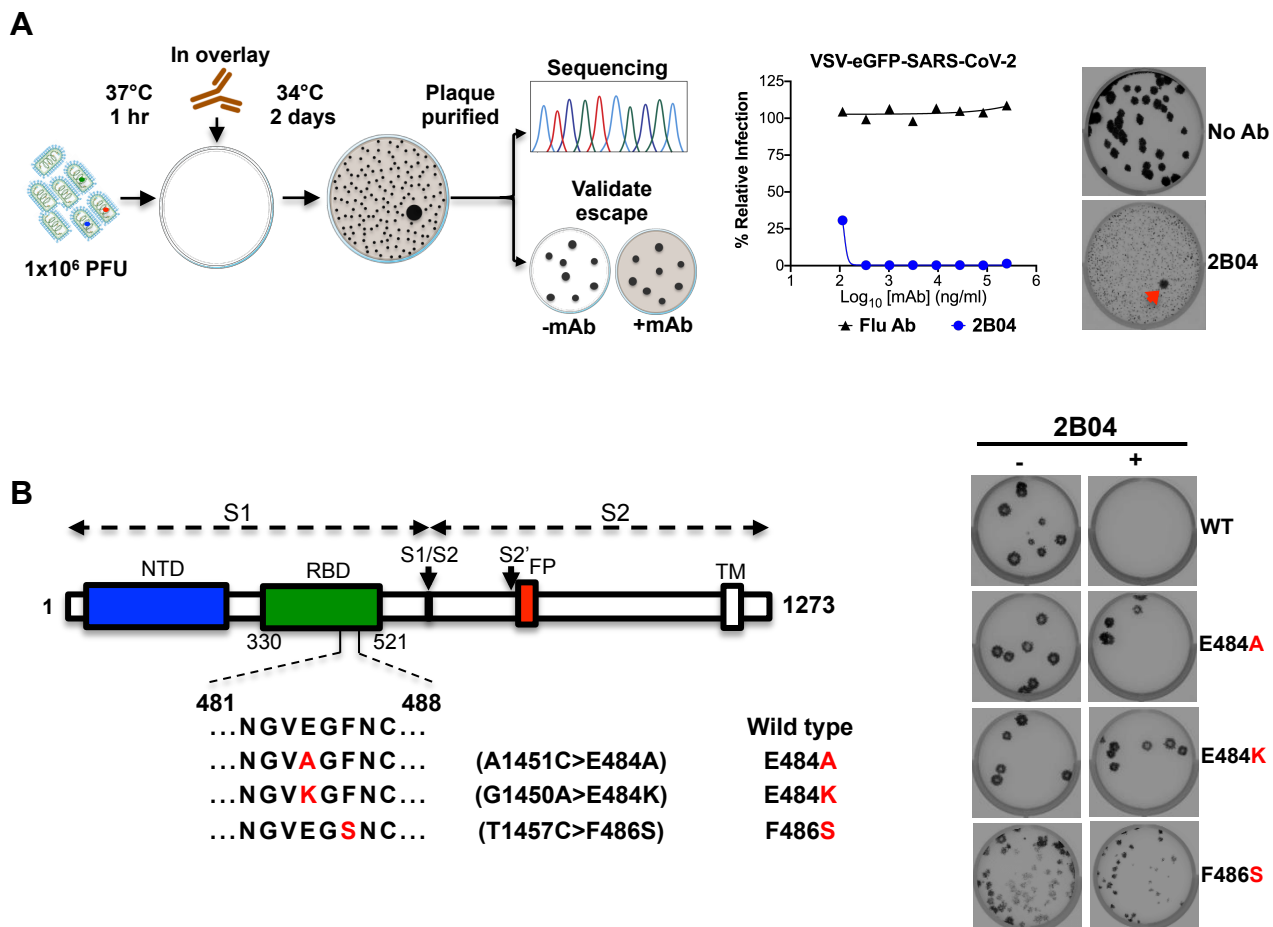 A
In overlay
37°C
1 hr
34°C
2 days
1x10⁶ PFU
Plaque
purified
Sequencing
Validate
escape
-mAb
+mAb
VSV-eGFP-SARS-CoV-2
% Relative Infection
125
100
75
50
25
0
1 2 3 4 5 6
Log₁₀ [mAb] (ng/ml)
Flu Ab 2B04
No Ab
2B04
B
S1 S2
S1/S2 S2’ FP
NTD RBD TM
1 1273
330 521
481 488
...NGVEGFNC... Wild type
...NGVAGFNC... (A1451C>E484A) E484A
...NGVKGFNC... (G1450A>E484K) E484K
...NGVEGSNC... (T1457C>F486S) F486S
2B04
- +
WT
E484A
E484K
F486S